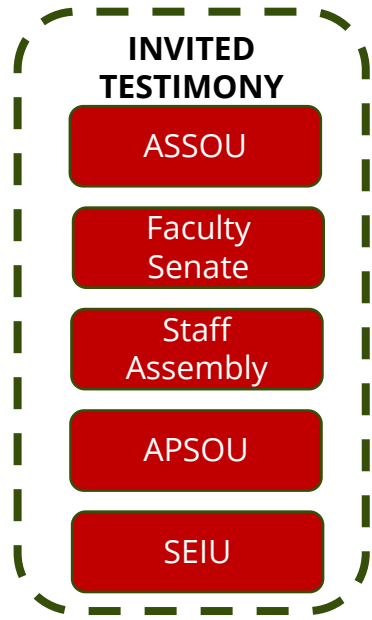 INVITED
TESTIMONY
ASSOU
Faculty
Senate
Staff
Assembly
APSOU
SEIU